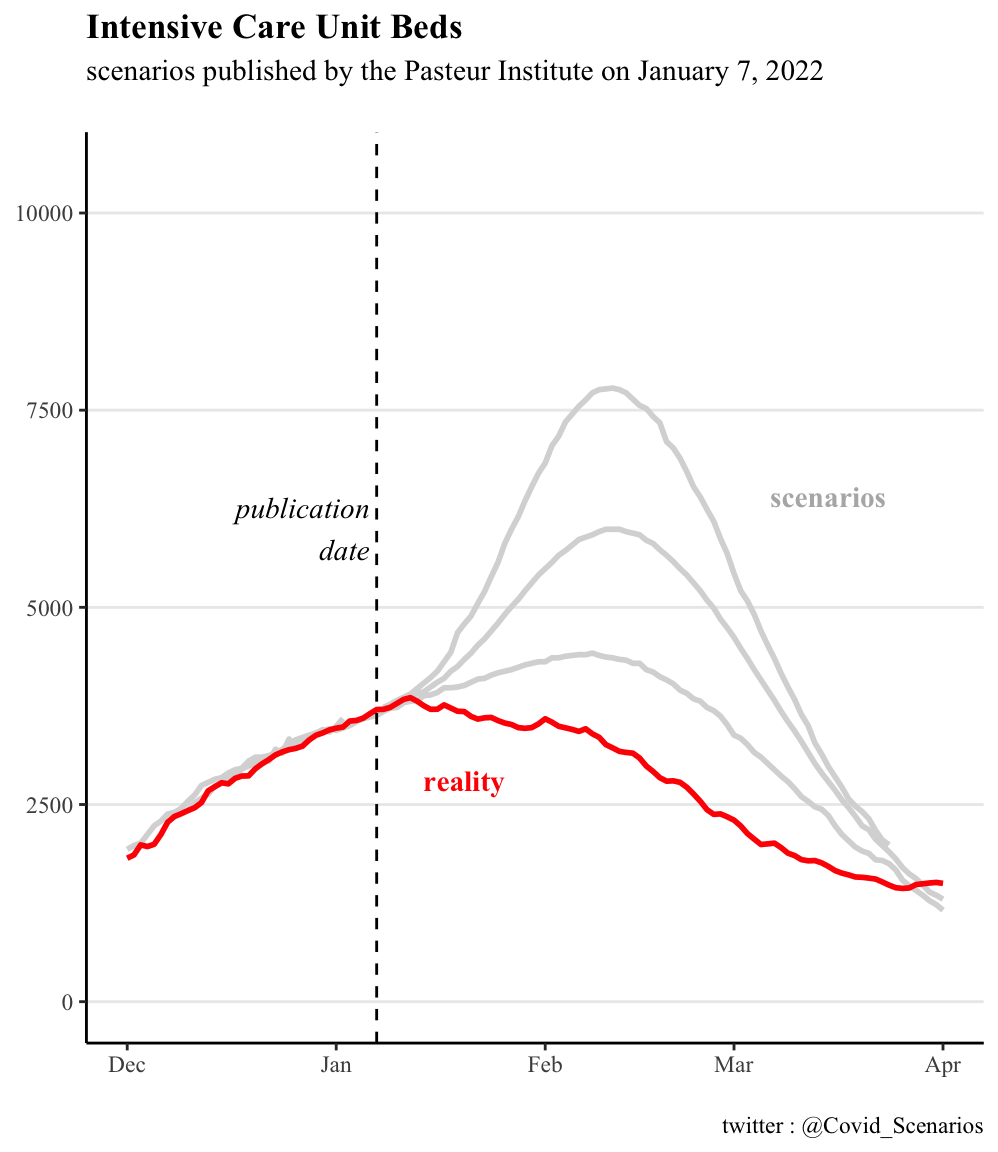 Intensive Care Unit Beds
scenarios published by the Pasteur Institute on January 7, 2022
10000
7500
5000
2500
0
publication
date
scenarios
reality
Dec
Jan
Feb
Mar
Apr
twitter : @Covid_Scenarios